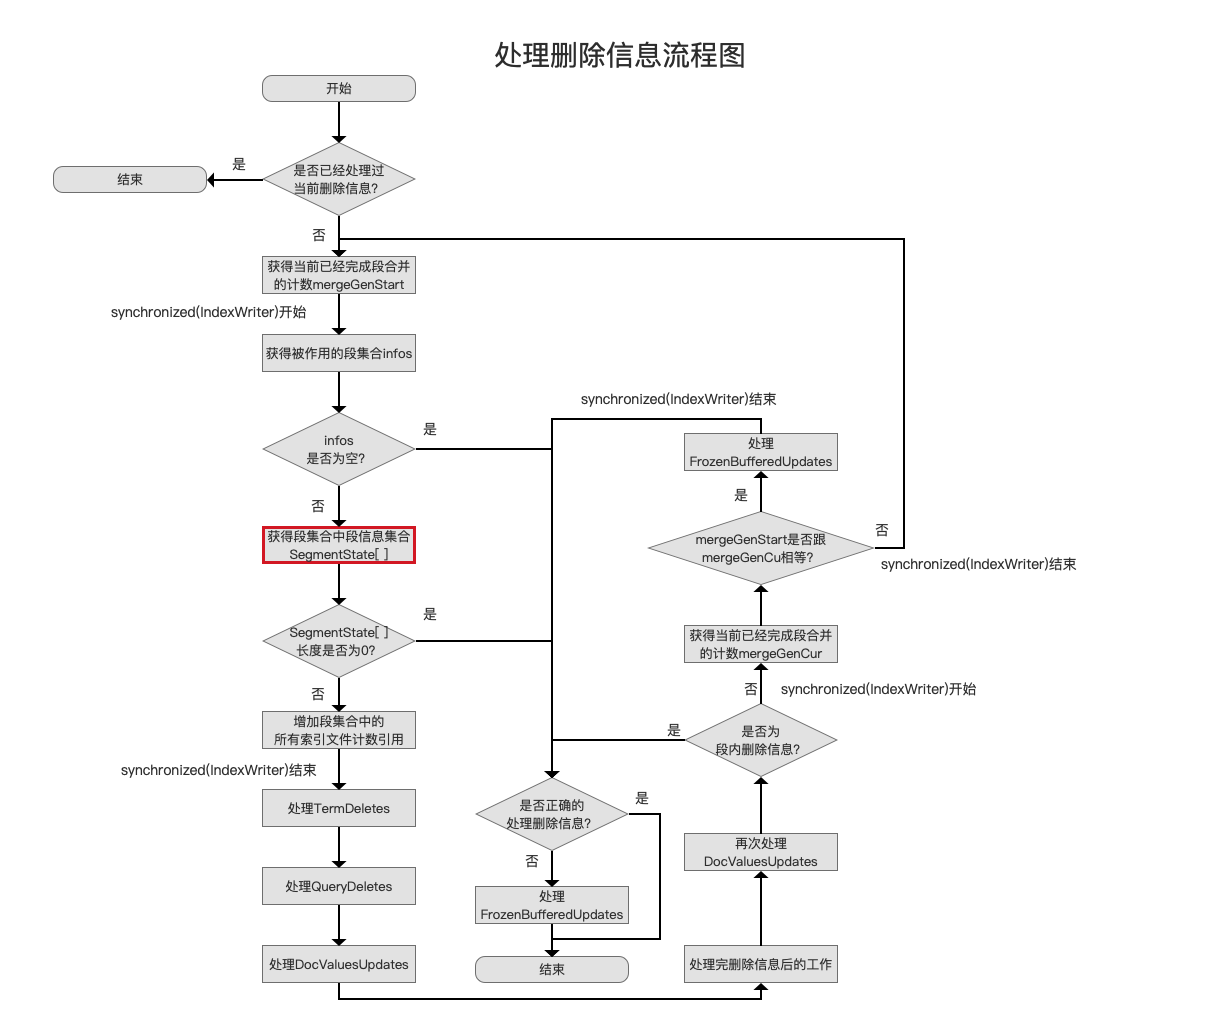 处理删除信息流程图
开始
是否已经处理过
当前删除信息?
是
结束
否
获得当前已经完成段合并
的计数mergeGenStart
synchronized(IndexWriter)开始
获得被作用的段集合infos
infos
是否为空?
是
否
获得段集合中段信息集合
SegmentState[ ]
SegmentState[ ]
长度是否为0?
是
否
增加段集合中的
所有索引文件计数引用
synchronized(IndexWriter)结束
处理TermDeletes
处理QueryDeletes
处理DocValuesUpdates
处理完删除信息后的工作
再次处理
DocValuesUpdates
是否为
段内删除信息?
是
否
synchronized(IndexWriter)开始
获得当前已经完成段合并
的计数mergeGenCur
mergeGenStart是否跟
mergeGenCu相等?
否
synchronized(IndexWriter)结束
是
处理
FrozenBufferedUpdates
synchronized(IndexWriter)结束
是否正确的
处理删除信息?
是
否
处理
FrozenBufferedUpdates
结束